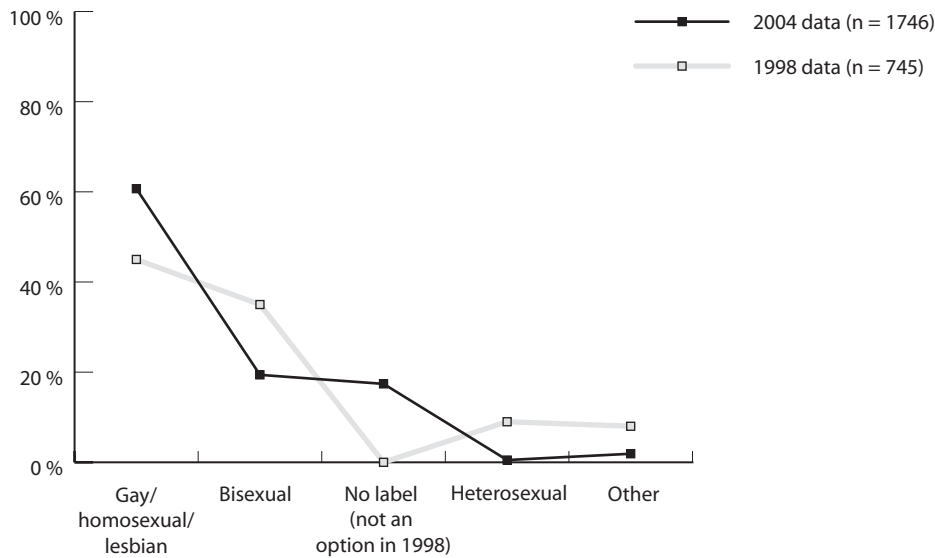 100 %
80 %
60 %
40 %
20 %
0 %
2004 data (n = 1746)
1998 data (n = 745)
Gay/
homosexual/
lesbian
Bisexual
No label
(not an
option in 1998)
Heterosexual
Other